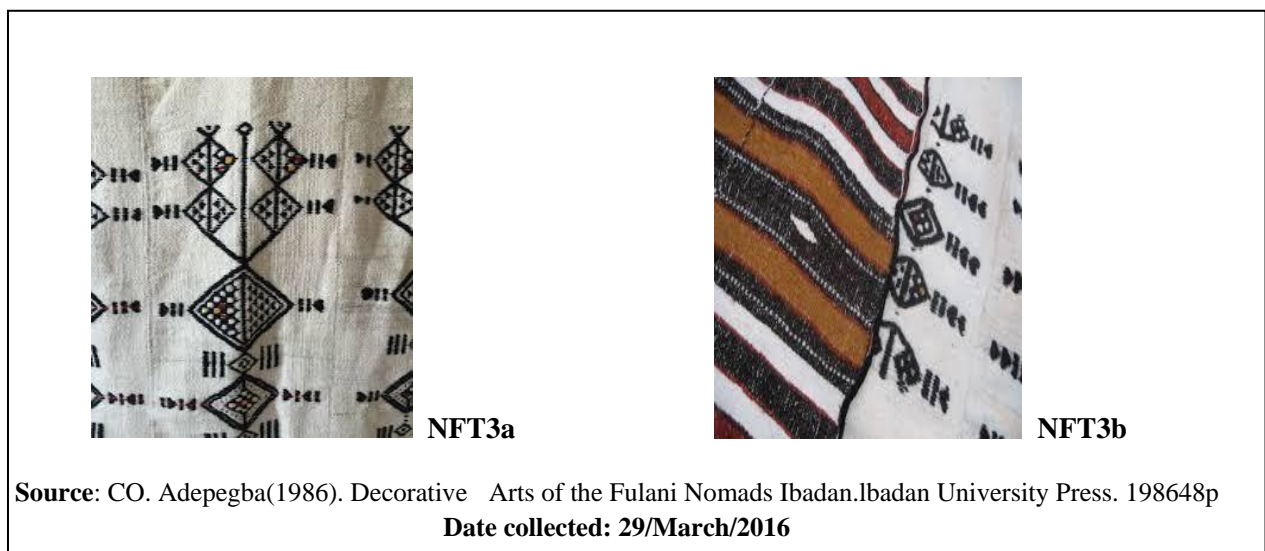 NFT3a
NFT3b
Source: CO. Adepegba(1986). Decorative Arts of the Fulani Nomads Ibadan.lbadan University Press. 198648p
Date collected: 29/March/2016